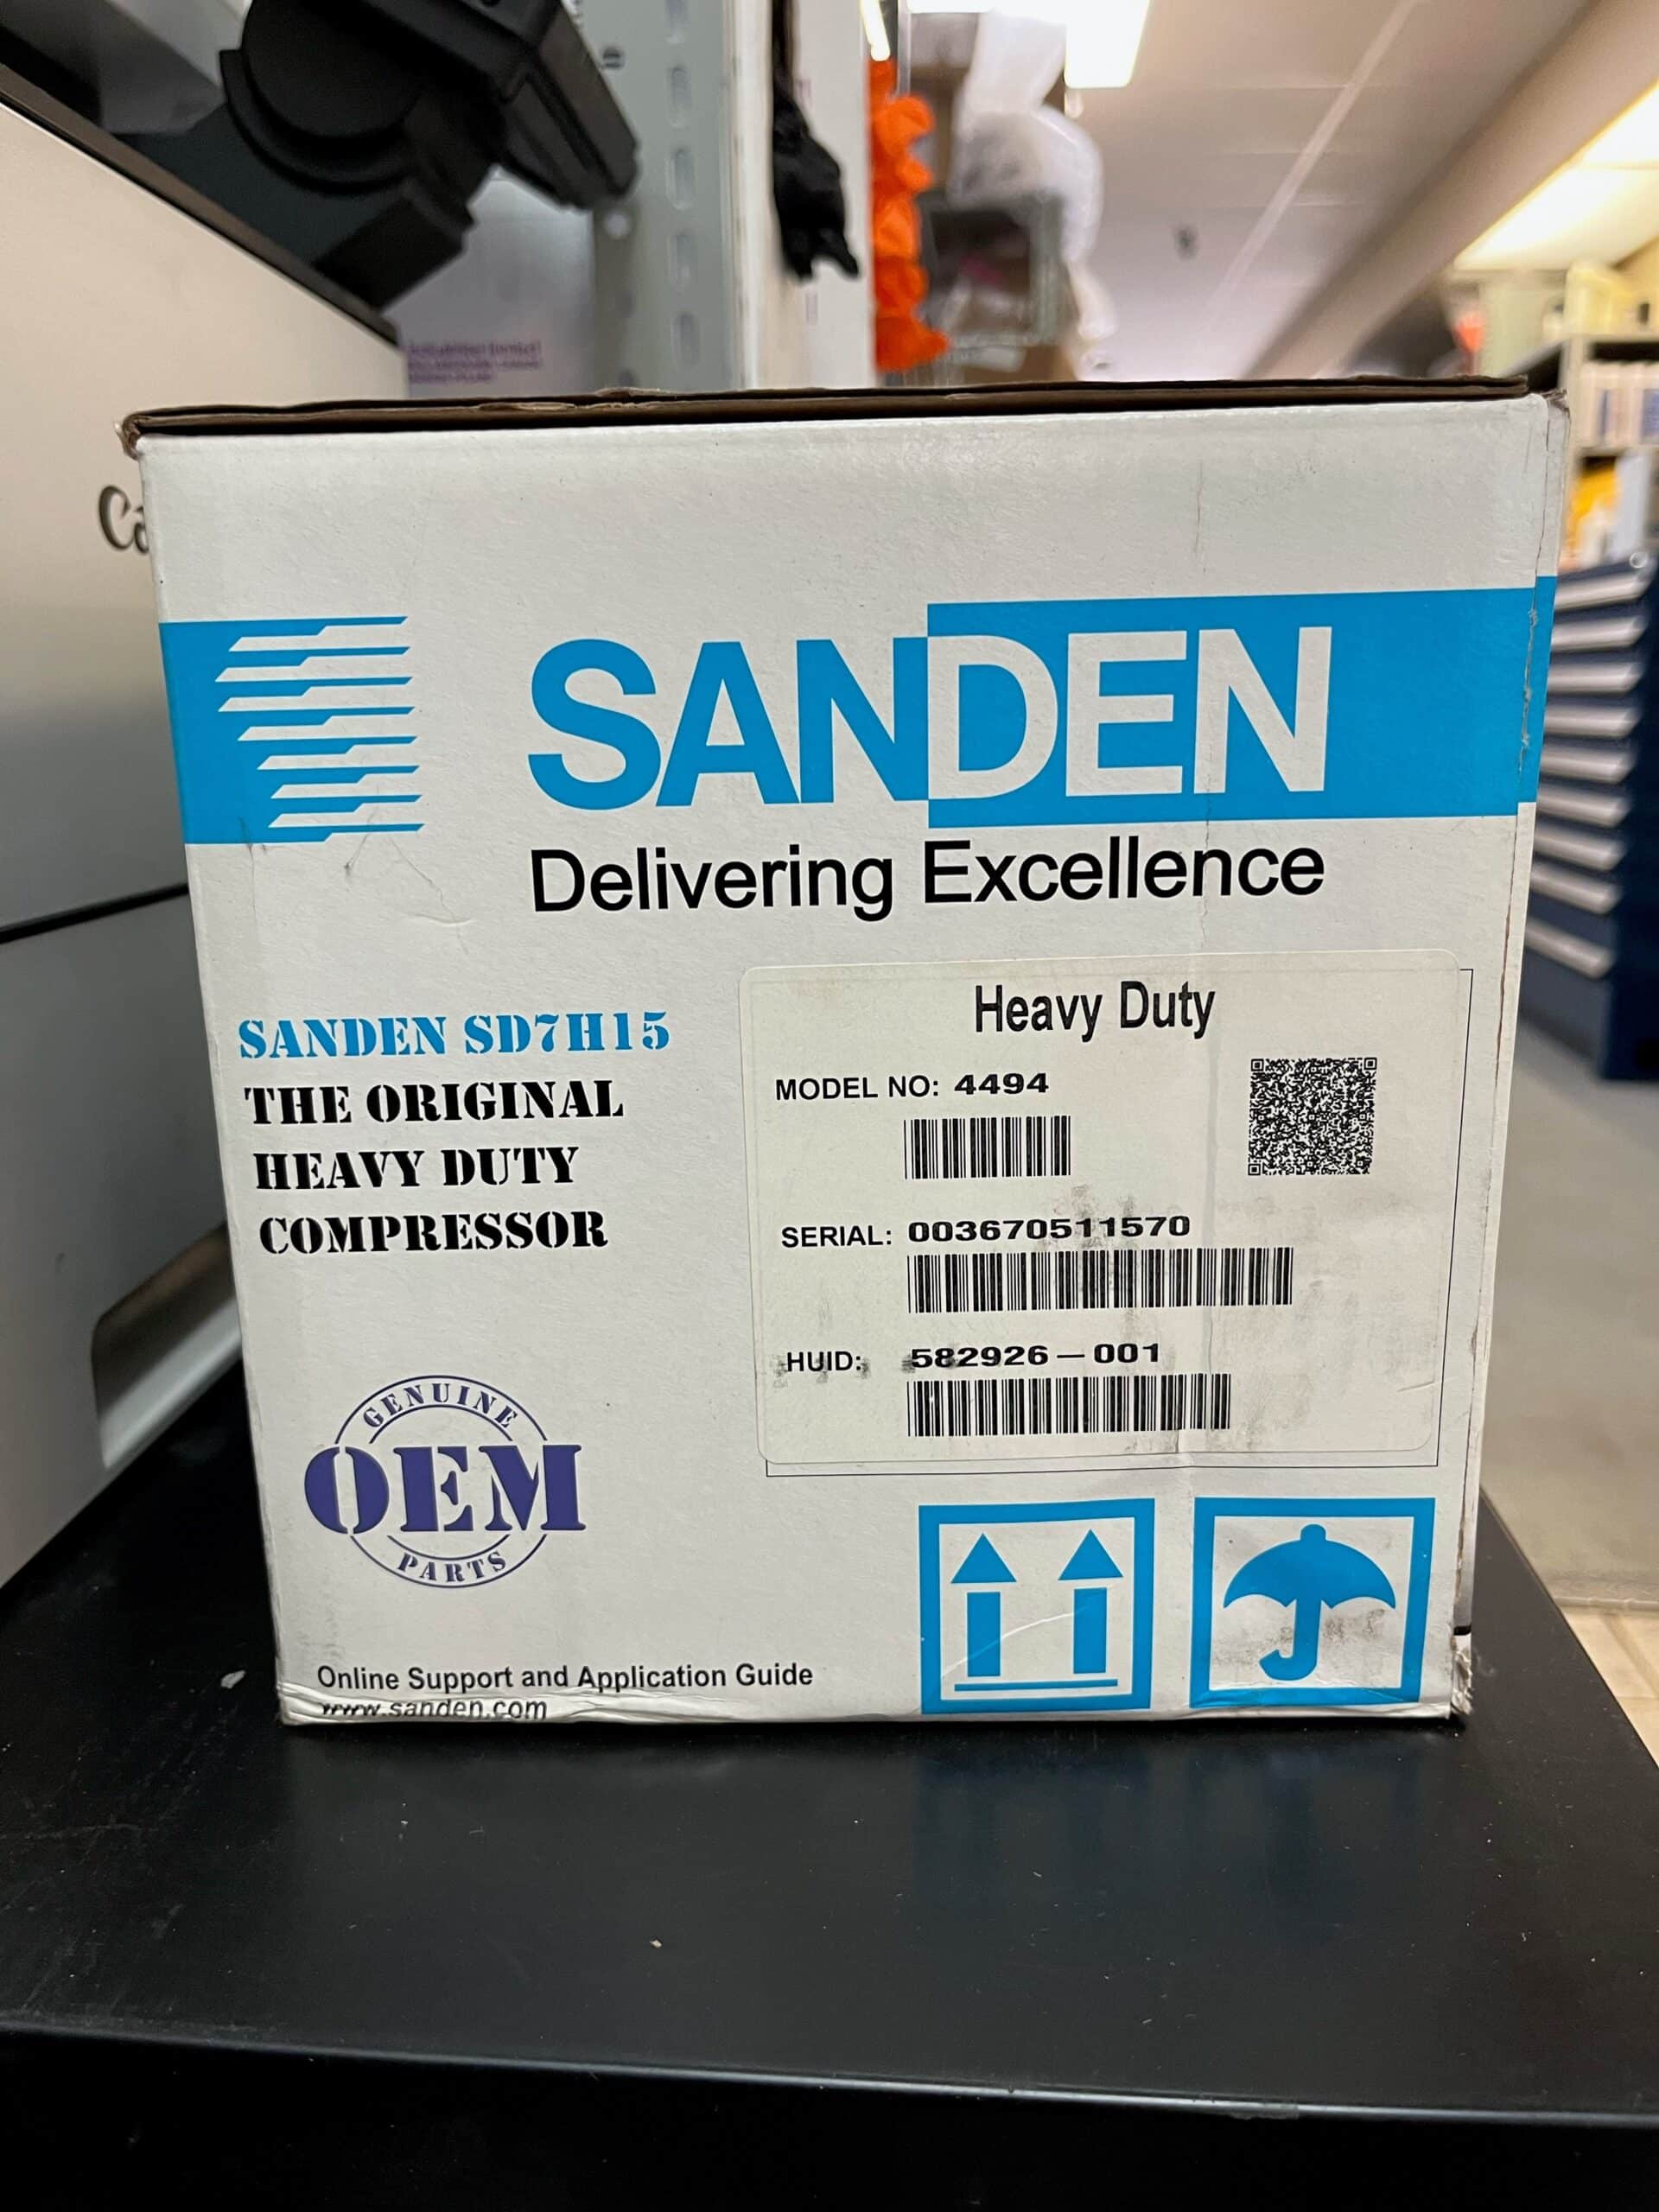 SANDEN
Delivering Excellence
SANDEN SD7H15
THE ORIGINAL
HEAVY DUTY
COMPRESSOR
Heavy Duty
MODEL NO: 4494
SERIAL: 003670511570
HUID: 582926-001
GENUINE
OEM
PARTS
Online Support and Application Guide
www.sanden.com